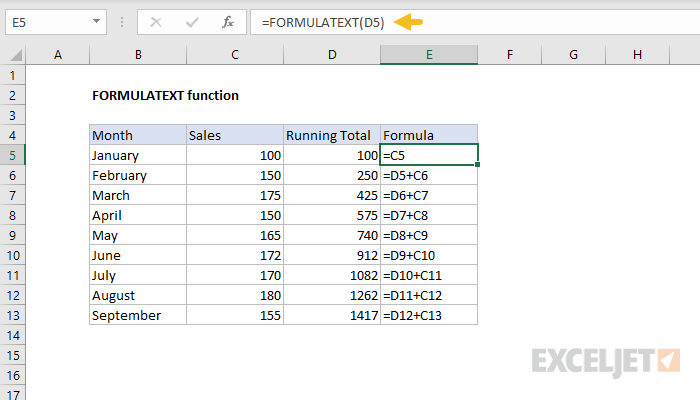 E5 fx =FORMULATEXT(D5)
A B C D E F G H
1
2 FORMULATEXT function
3
4 Month Sales Running Total Formula
5 January 100 100 =C5
6 February 150 250 =D5+C6
7 March 175 425 =D6+C7
8 April 150 575 =D7+C8
9 May 165 740 =D8+C9
10 June 172 912 =D9+C10
11 July 170 1082 =D10+C11
12 August 180 1262 =D11+C12
13 September 155 1417 =D12+C13
14
15 EXCELJET
16
17